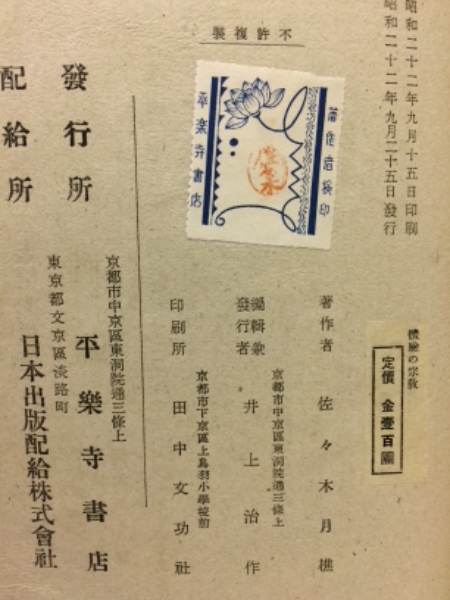 昭和二十二年九月十五日印刷
昭和二十二年九月二十五日發行
體驗の宗敎
定價 金壹百圓
不許複製
著作者檢印
平樂寺書店
著作者 佐々木月樵
京都市中京區東洞院通三條上
編輯兼發行者 井上治作
京都市下京區上鳥羽小學校前
印刷所 田中文功社
京都市中京區東洞院通三條上
發行所 平樂寺書店
東京都文京區淡路町
配給所 日本出版配給株式會社